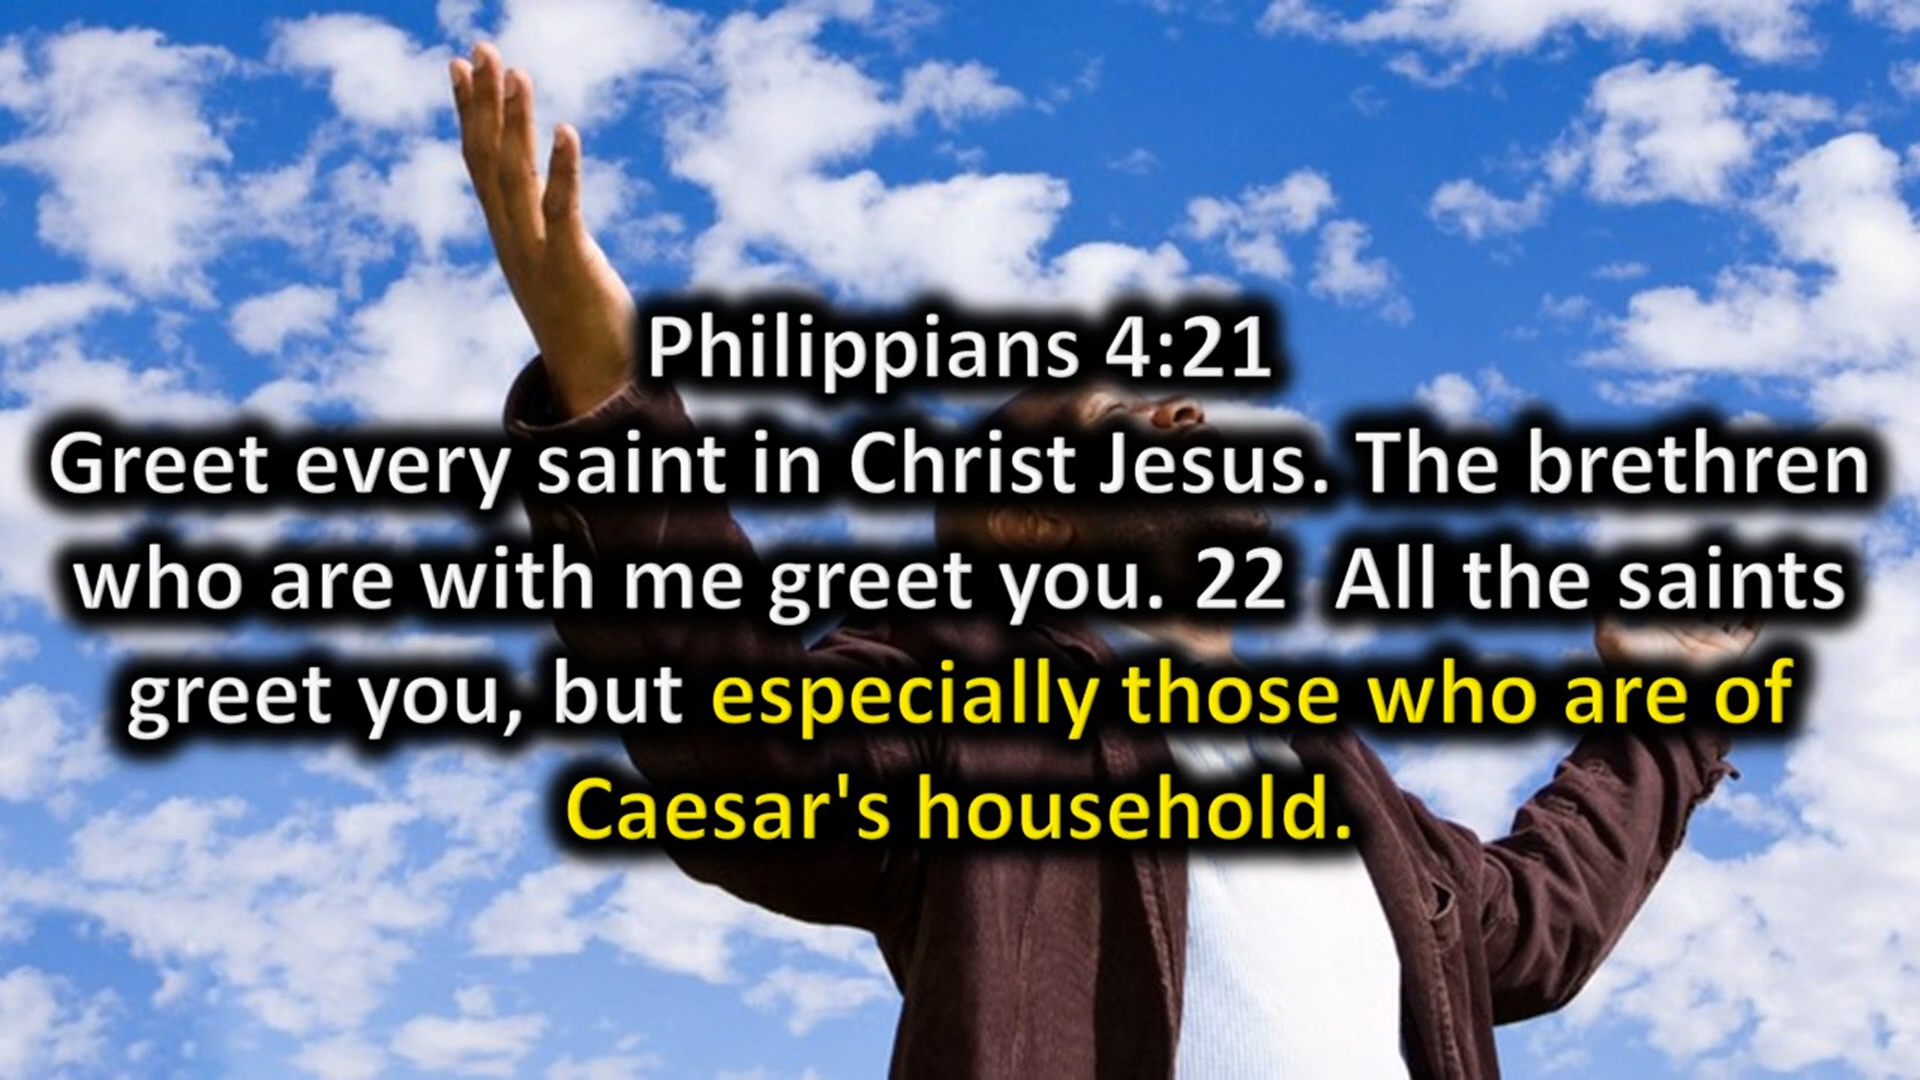 Philippians 4:21
Greet every saint in Christ Jesus. The brethren
who are with me greet you. 22  All the saints
greet you, but especially those who are of
Caesar's household.